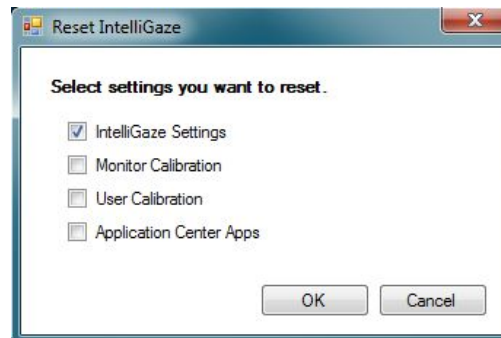 Reset IntelliGaze
Select settings you want to reset.
IntelliGaze Settings
Monitor Calibration
User Calibration
Application Center Apps
OK Cancel